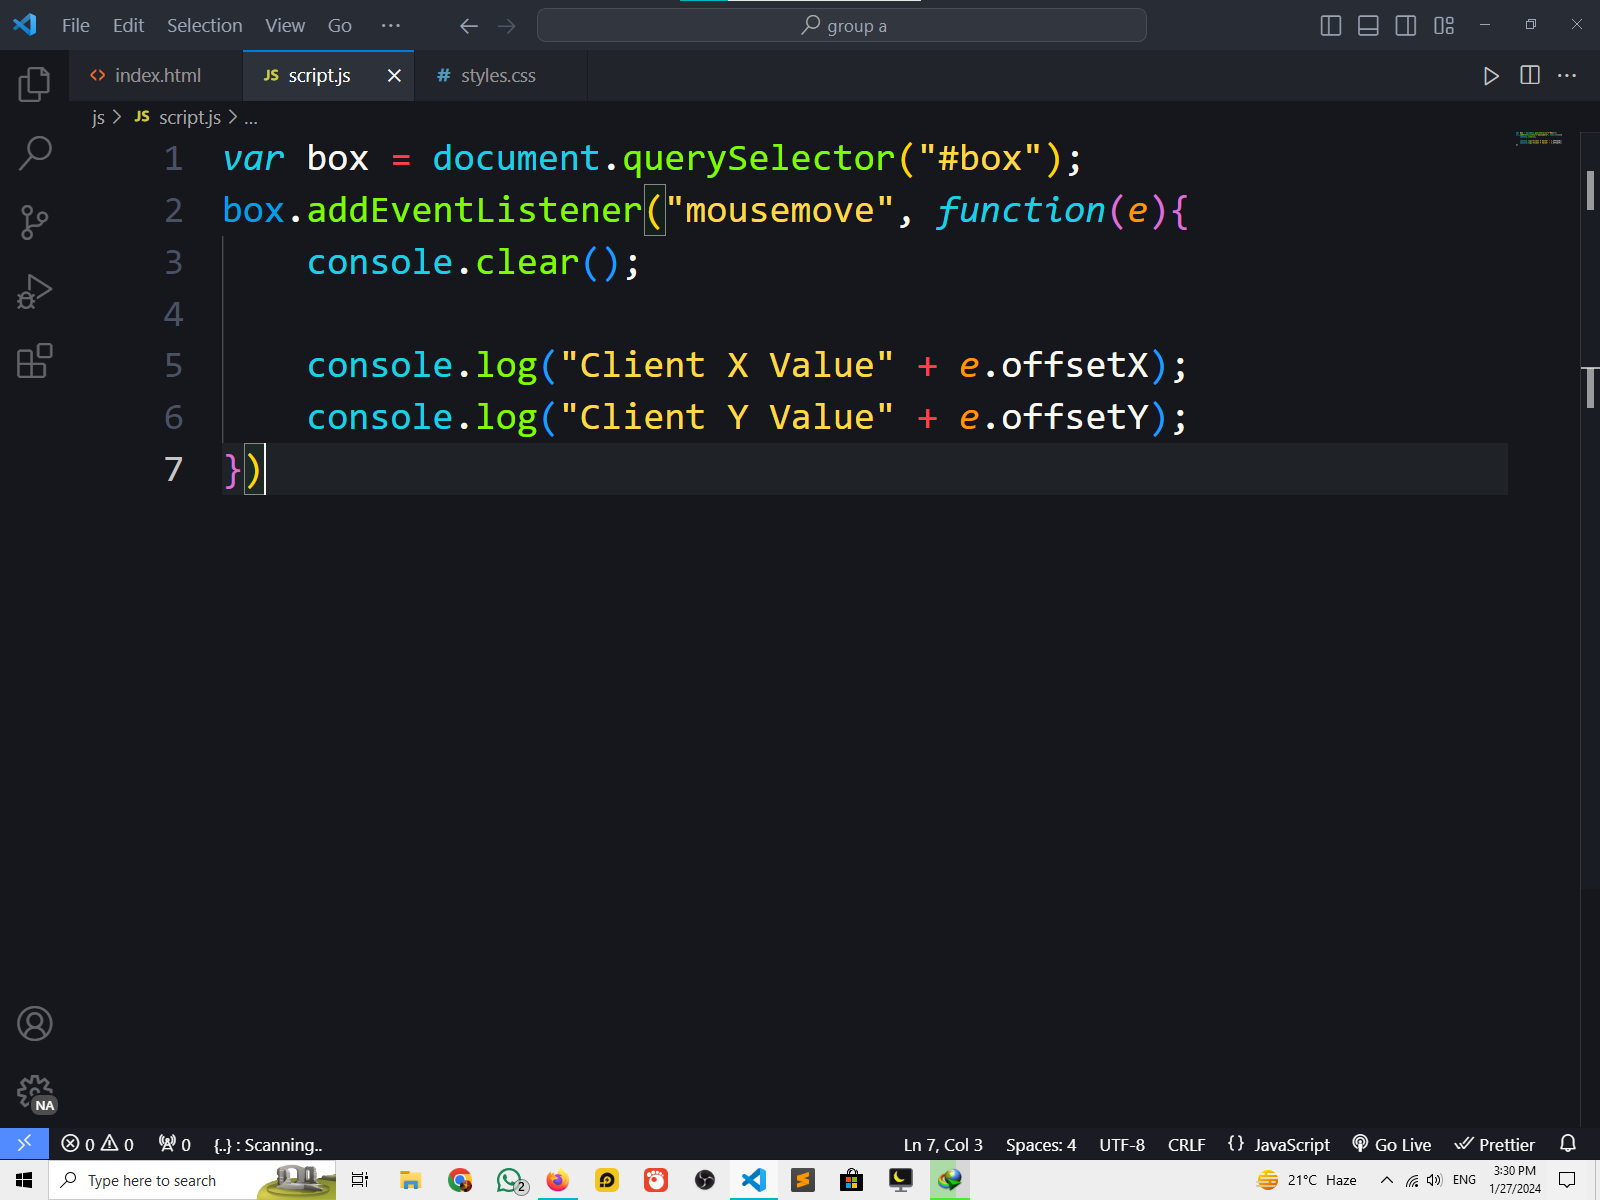 File Edit Selection View Go ··· group a
index.html JS script.js # styles.css
js > JS script.js > ...
1 var box = document.querySelector("#box");
2 box.addEventListener("mousemove", function(e){
3 console.clear();
4
5 console.log("Client X Value" + e.offsetX);
6 console.log("Client Y Value" + e.offsetY);
7 })
NA
0 0 0 {..} : Scanning.. Ln 7, Col 3 Spaces: 4 UTF-8 CRLF {} JavaScript Go Live Prettier
Type here to search 2 21°C Haze ENG 3:30 PM
1/27/2024